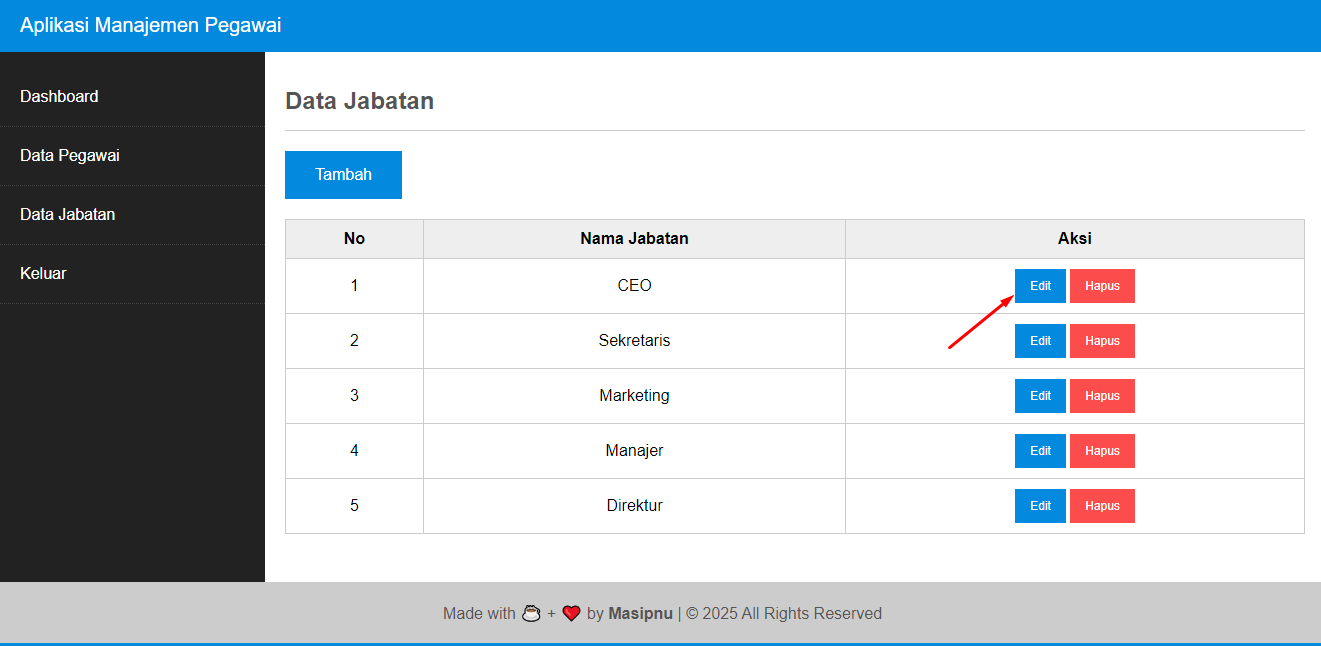 Aplikasi Manajemen Pegawai
Dashboard
Data Pegawai
Data Jabatan
Keluar
Data Jabatan
Tambah
No Nama Jabatan Aksi
1 CEO Edit Hapus
2 Sekretaris Edit Hapus
3 Marketing Edit Hapus
4 Manajer Edit Hapus
5 Direktur Edit Hapus
Made with ☕ + ❤️ by Masipnu | © 2025 All Rights Reserved